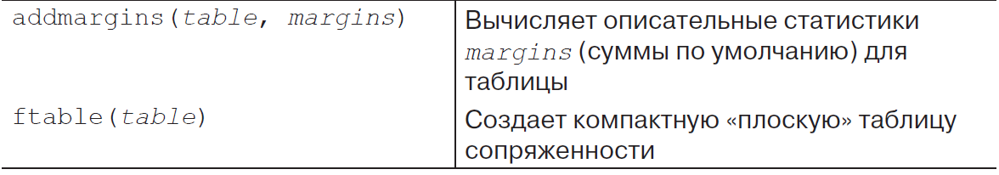 addmargins(table, margins)
Вычисляет описательные статистики
margins (суммы по умолчанию) для
таблицы
ftable(table)
Создает компактную «плоскую» таблицу
сопряженности